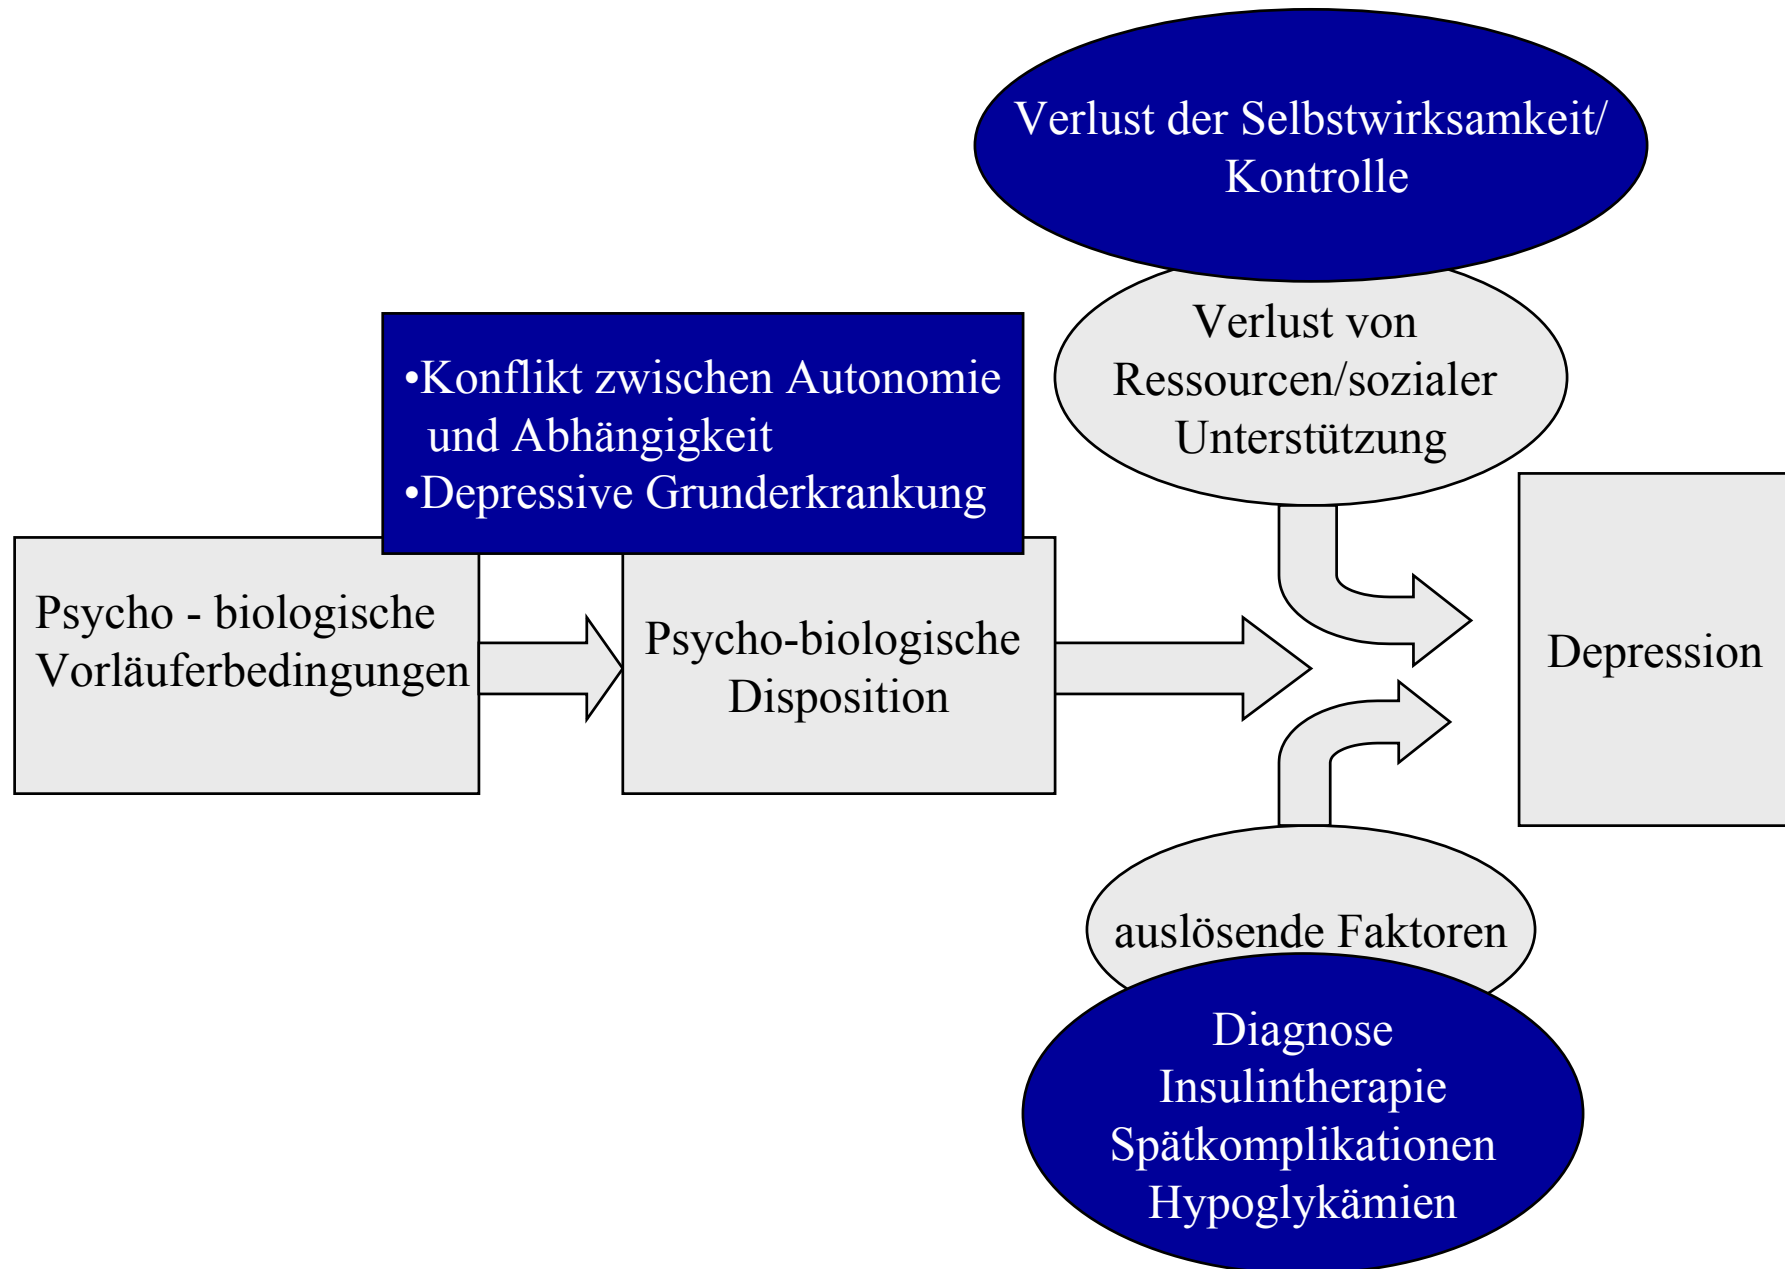 Verlust der Selbstwirksamkeit/
Kontrolle
Verlust von
Ressourcen/sozialer
Unterstützung
•Konflikt zwischen Autonomie
und Abhängigkeit
•Depressive Grunderkrankung
Psycho - biologische
Vorläuferbedingungen
Psycho-biologische
Disposition
Depression
auslösende Faktoren
Diagnose
Insulintherapie
Spätkomplikationen
Hypoglykämien